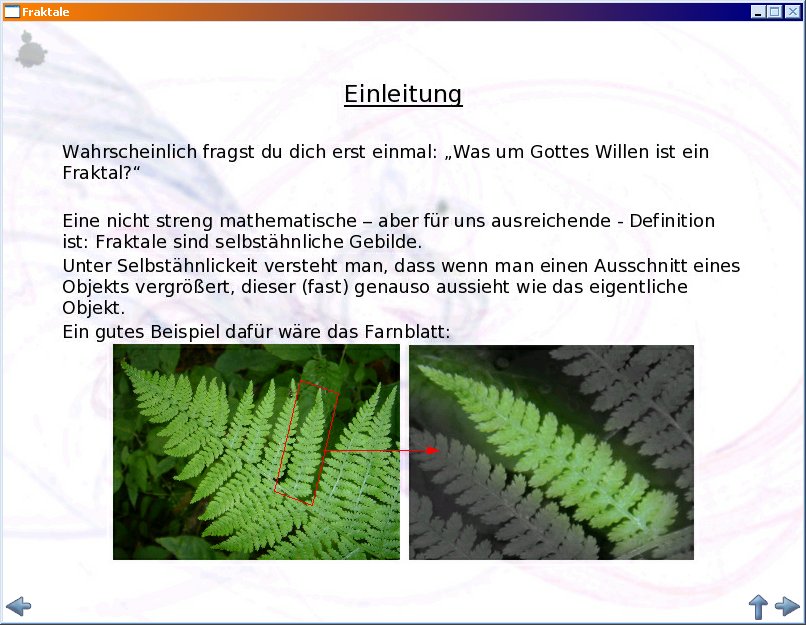 Fraktale
Einleitung
Wahrscheinlich fragst du dich erst einmal: „Was um Gottes Willen ist ein
Fraktal?“
Eine nicht streng mathematische – aber für uns ausreichende - Definition
ist: Fraktale sind selbstähnliche Gebilde.
Unter Selbstähnlickeit versteht man, dass wenn man einen Ausschnitt eines
Objekts vergrößert, dieser (fast) genauso aussieht wie das eigentliche
Objekt.
Ein gutes Beispiel dafür wäre das Farnblatt: